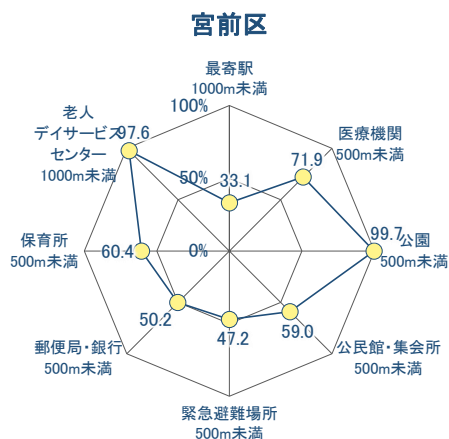 宮前区
最寄駅
1000m未満
100%
老人
デイサービス
センター
1000m未満
97.6
医療機関
500m未満
71.9
50%
33.1
公園
500m未満
99.7
保育所
500m未満
60.4
0%
郵便局・銀行
500m未満
50.2
47.2
59.0
公民館・集会所
500m未満
緊急避難場所
500m未満